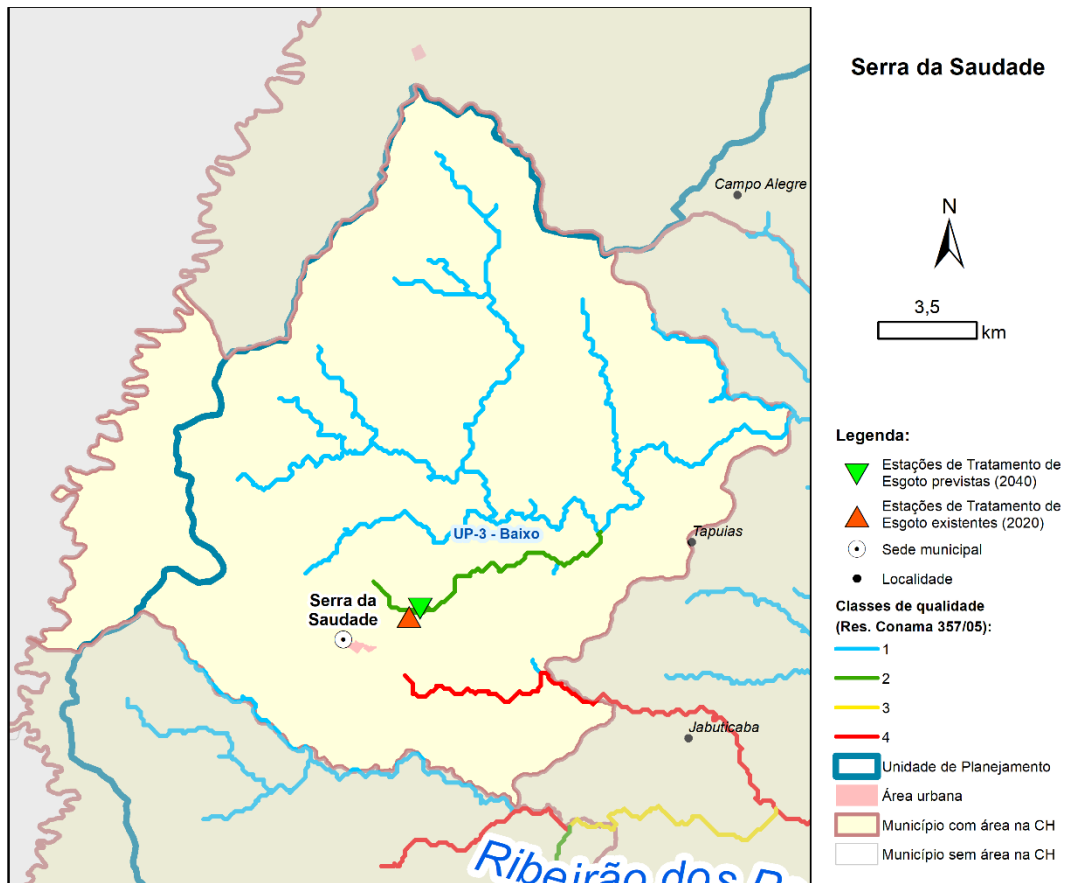 Serra da Saudade
Campo Alegre
N
3,5
km
UP-3 - Baixo
Tapuias
Serra da
Saudade
Jabuticaba
Ribeirão dos
Legenda:
Estações de Tratamento de
Esgoto previstas (2040)
Estações de Tratamento de
Esgoto existentes (2020)
Sede municipal
Localidade
Classes de qualidade
(Res. Conama 357/05):
1
2
3
4
Unidade de Planejamento
Área urbana
Município com área na CH
Município sem área na CH